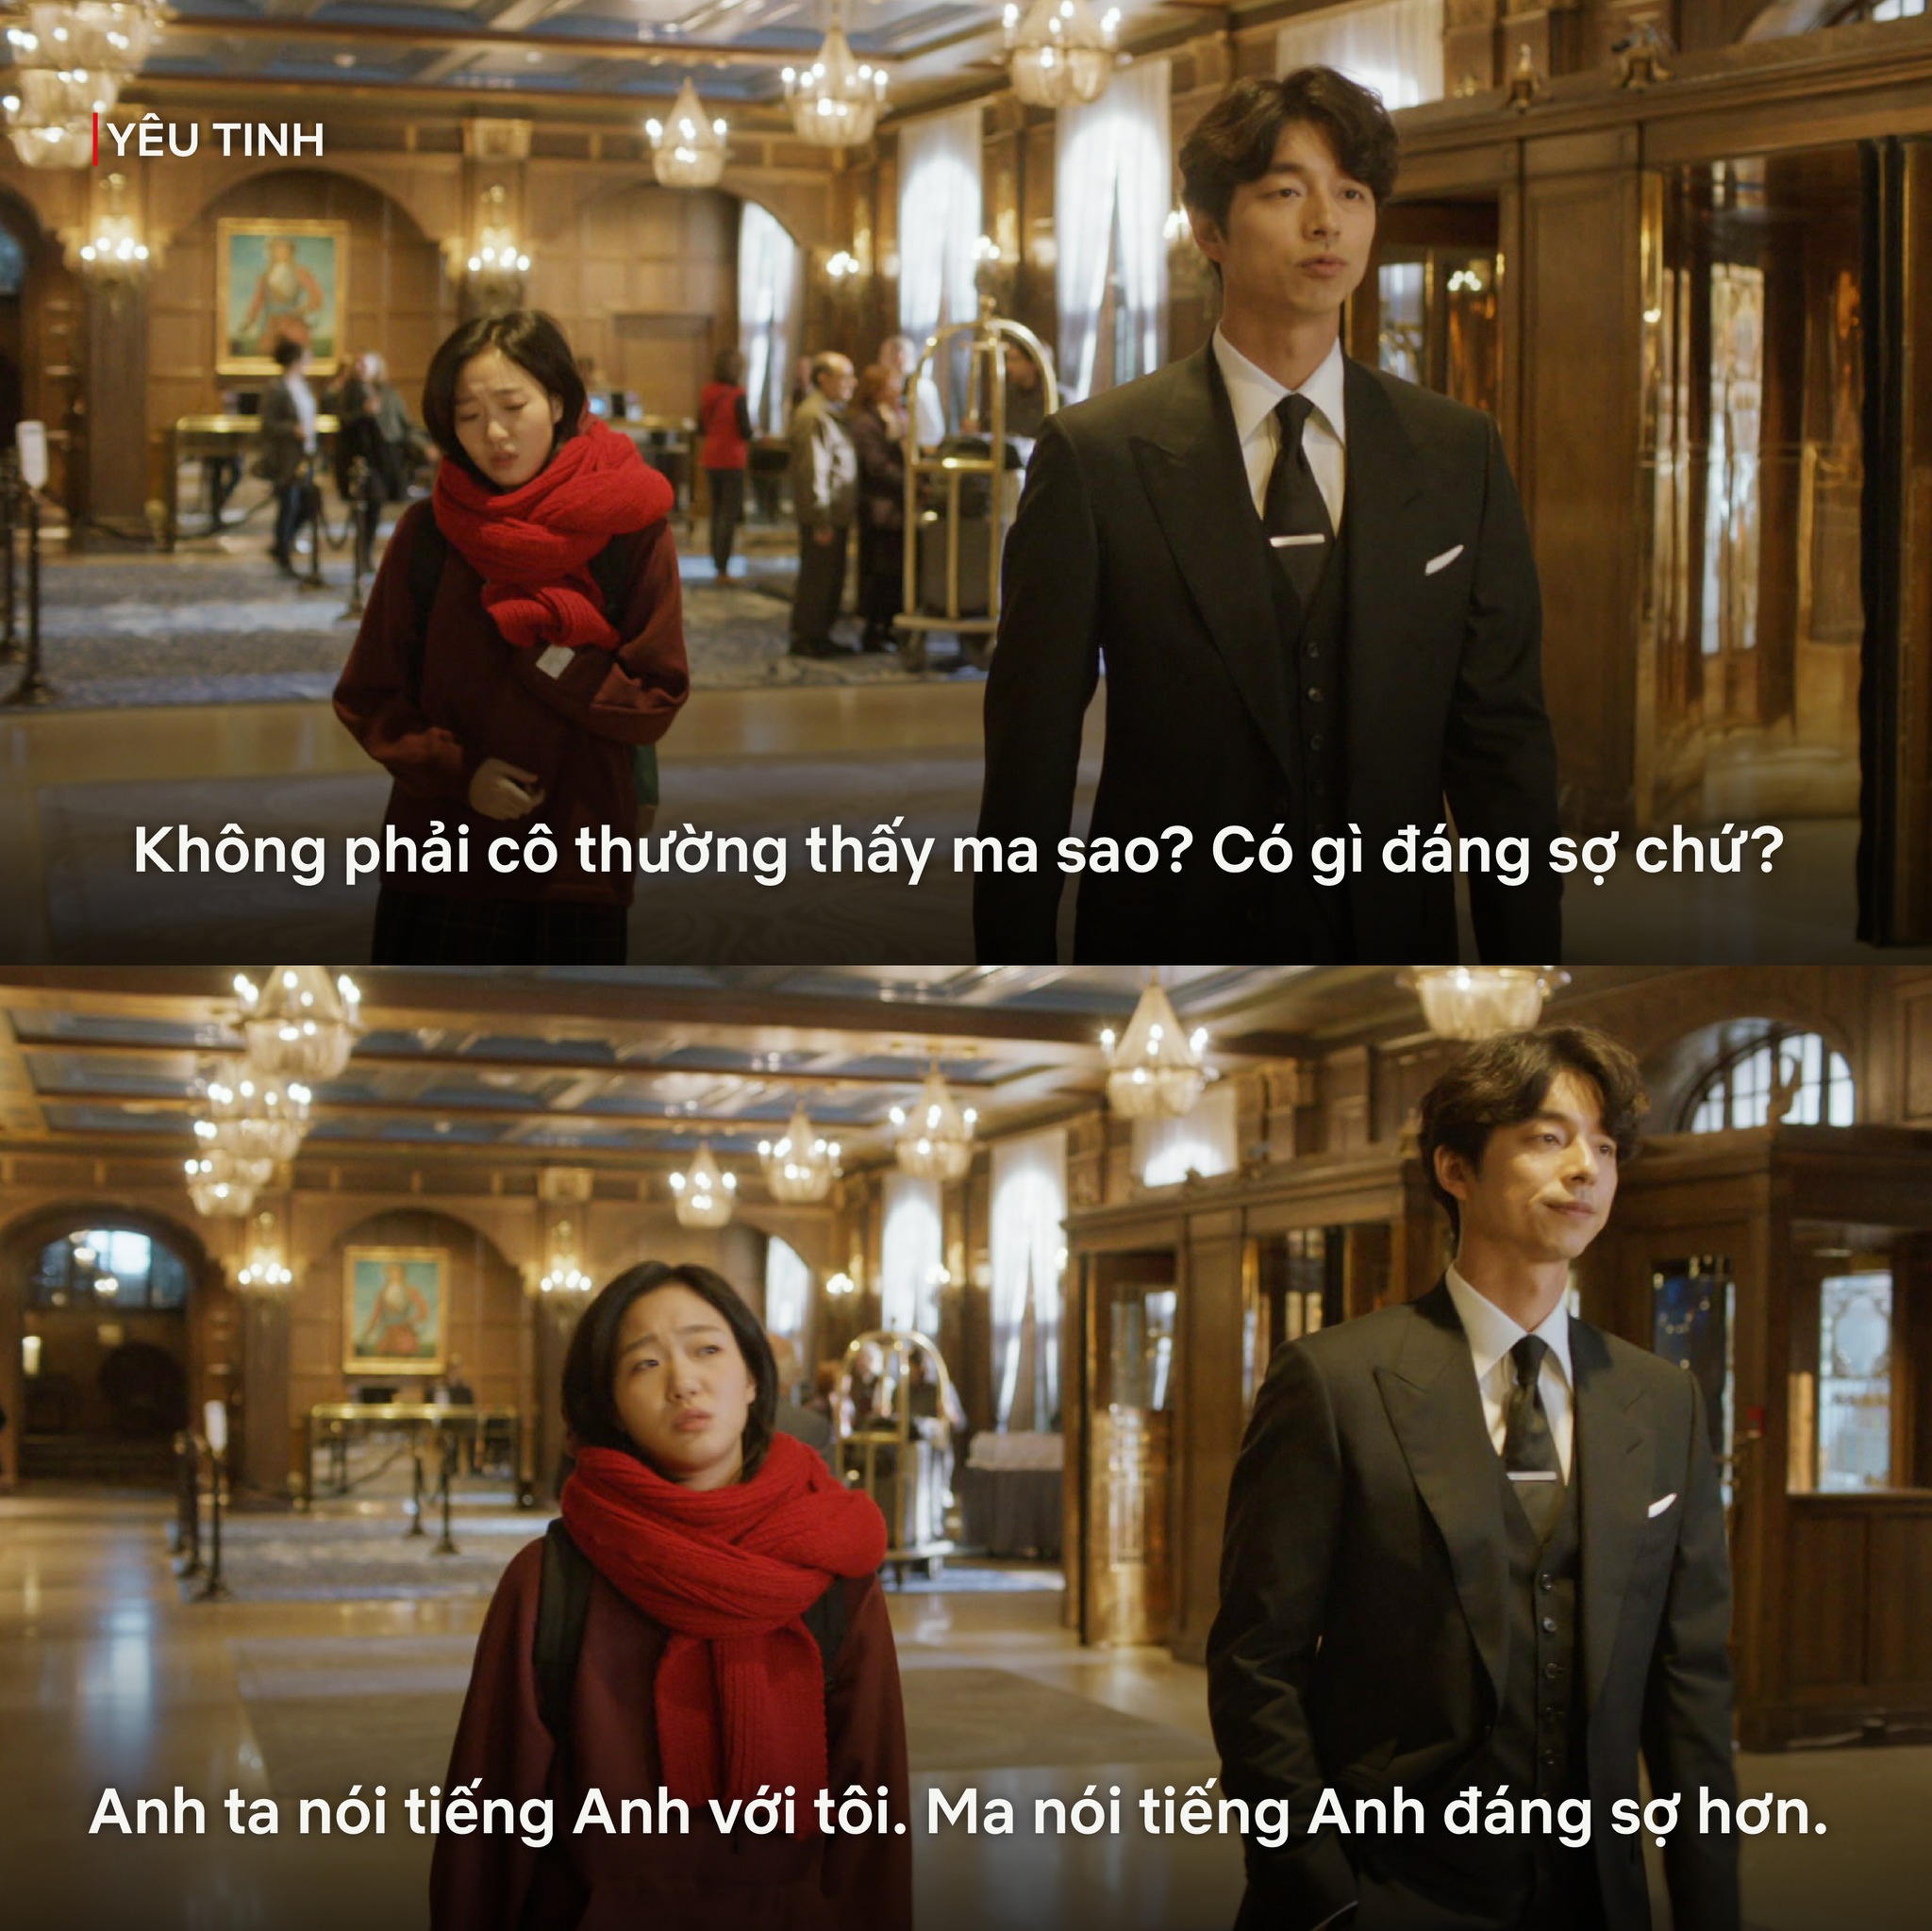 YÊU TINH
Không phải cô thường thấy ma sao? Có gì đáng sợ chứ?
Anh ta nói tiếng Anh với tôi. Ma nói tiếng Anh đáng sợ hơn.